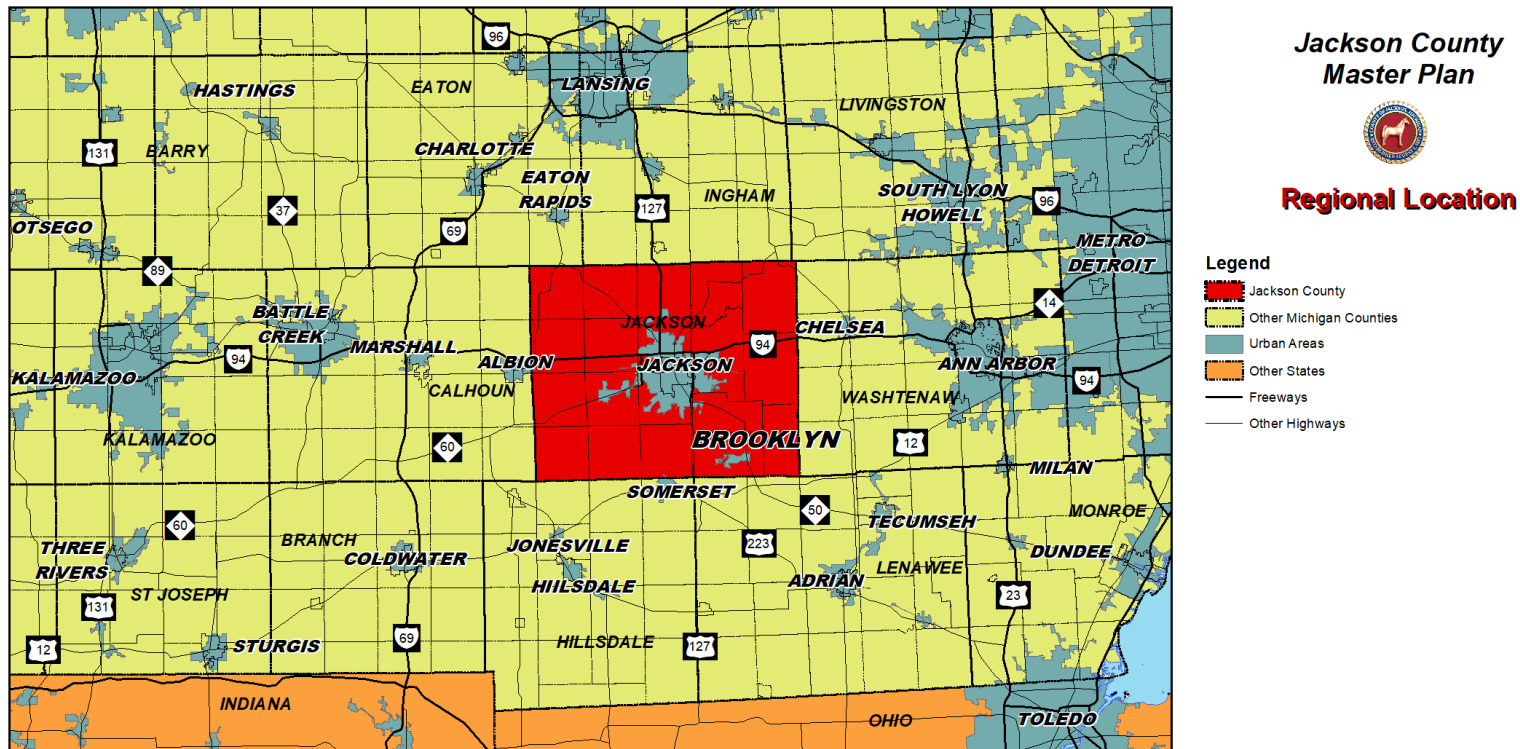 Jackson County
Master Plan
Regional Location
Legend
Jackson County
Other Michigan Counties
Urban Areas
Other States
Freeways
Other Highways
96
EATON
LANSING
HASTINGS
LIVINGSTON
131
BARRY
CHARLOTTE
EATON
RAPIDS
INGHAM
SOUTH LYON
HOWELL
96
37
127
69
OTSEGO
METRO
DETROIT
89
14
BATTLE
CREEK
JACKSON
CHELSEA
94
MARSHALL
94
ALBION
JACKSON
ANN ARBOR
KALAMAZOO
94
CALHOUN
WASHTENAW
KALAMAZOO
60
BROOKLYN
12
MILAN
SOMERSET
60
50
TECUMSEH
MONROE
BRANCH
223
THREE
RIVERS
COLDWATER
JONESVILLE
DUNDEE
LENAWEE
HIILSDALE
ADRIAN
ST JOSEPH
131
23
12
STURGIS
69
HILLSDALE
127
INDIANA
OHIO
TOLEDO